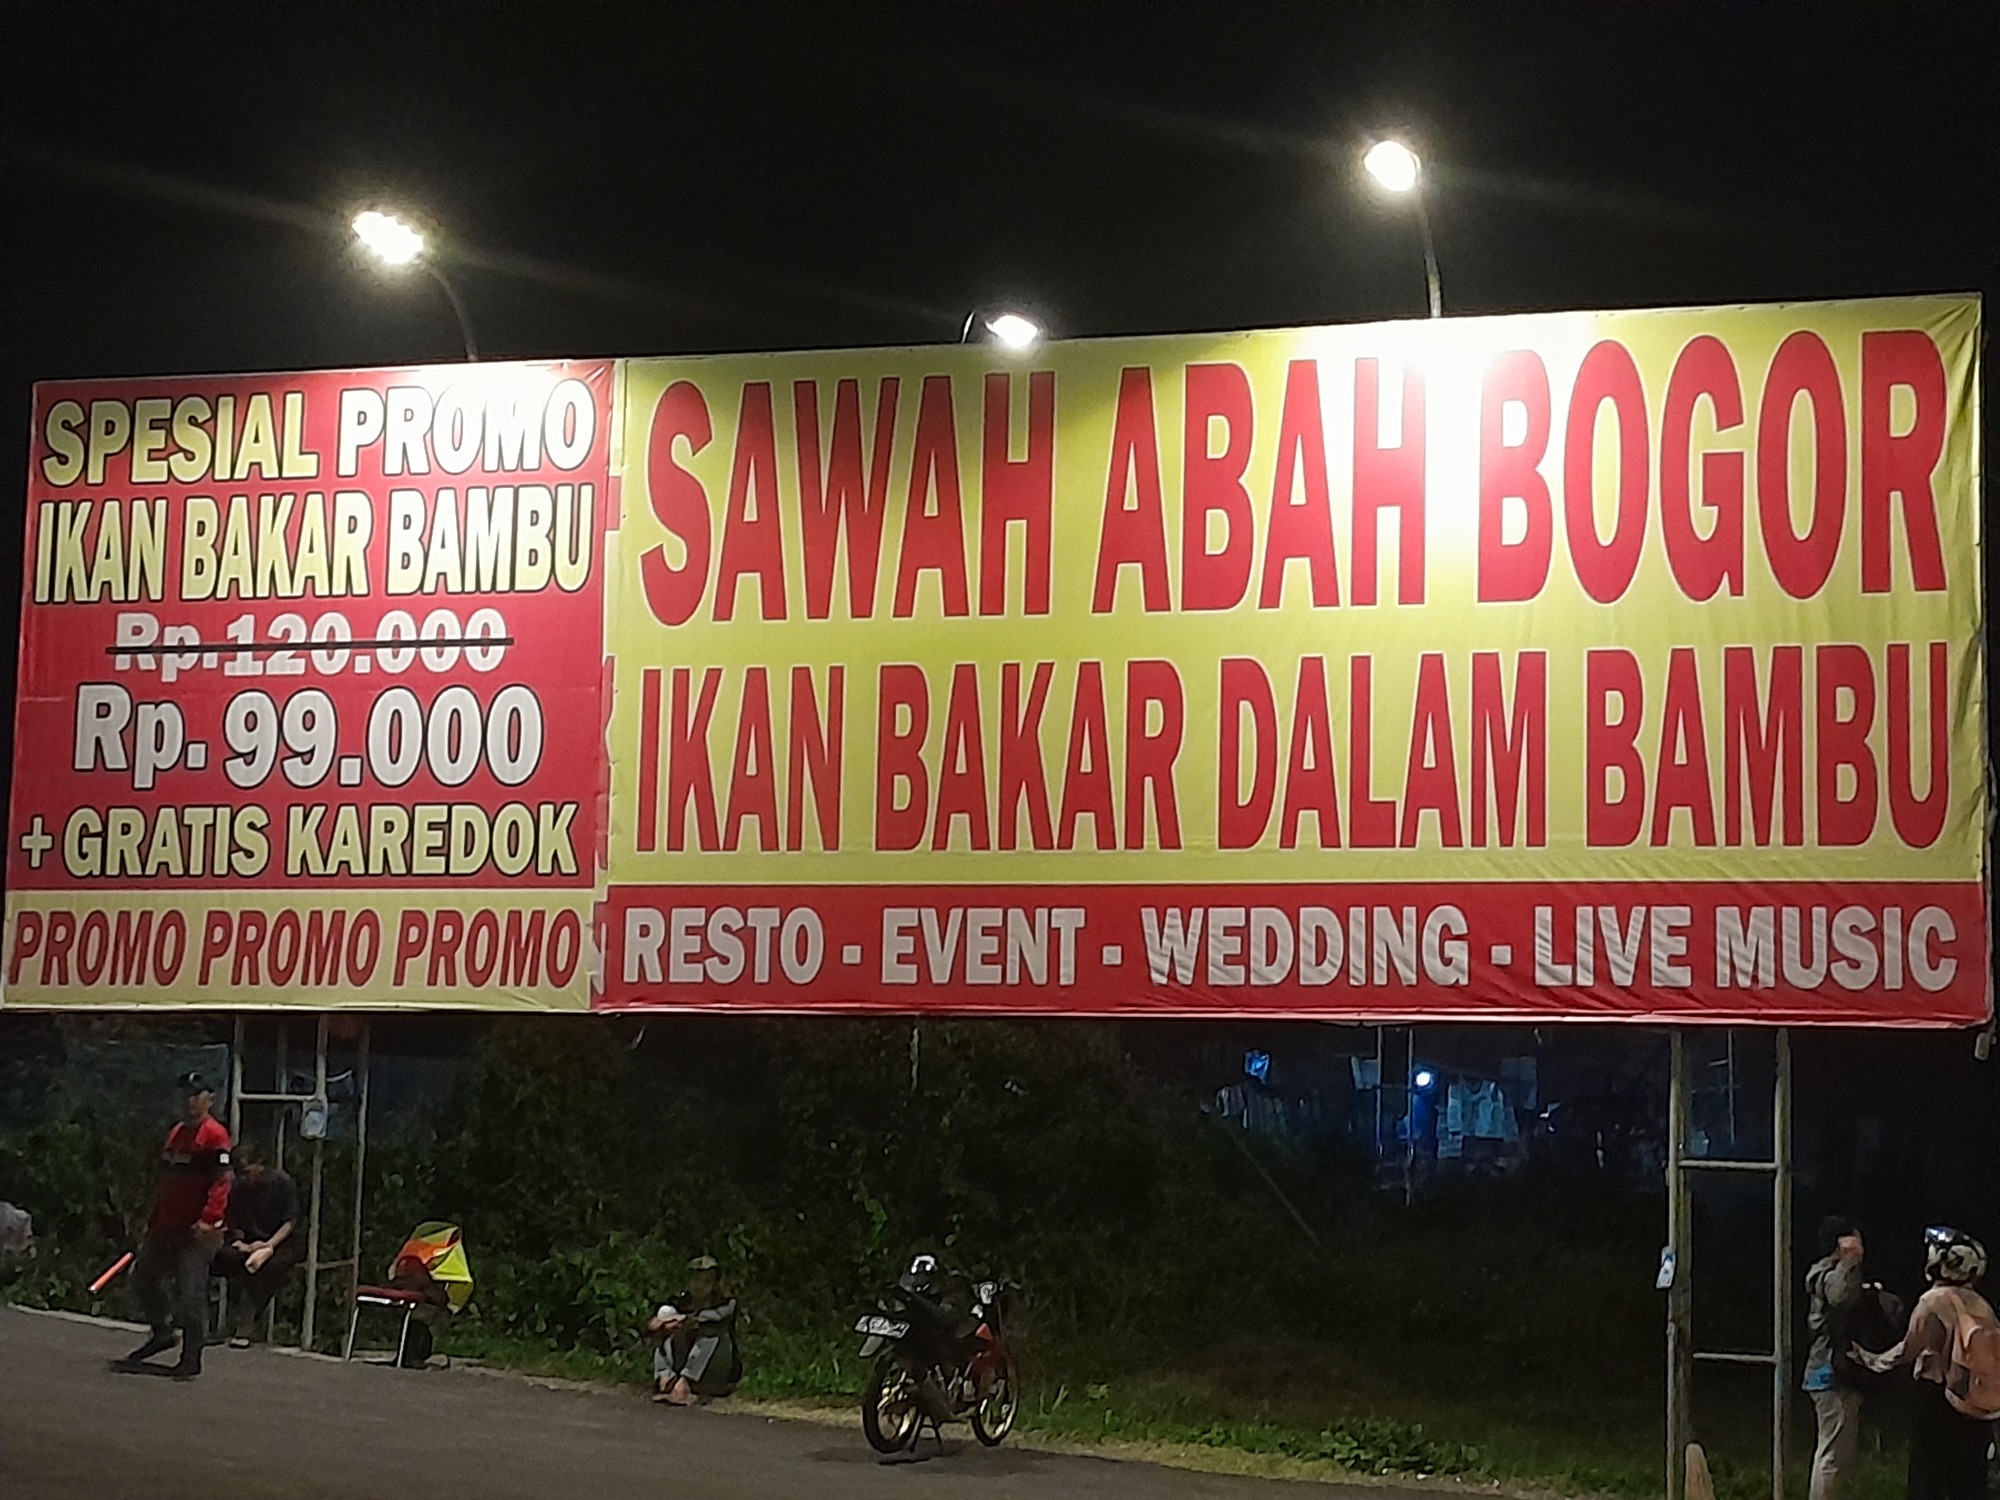 SPESIAL PROMO
IKAN BAKAR BAMBU
Rp.120.000
Rp. 99.000
+ GRATIS KAREDOK
PROMO PROMO PROMO
SAWAH ABAH BOGOR
IKAN BAKAR DALAM BAMBU
RESTO - EVENT - WEDDING - LIVE MUSIC